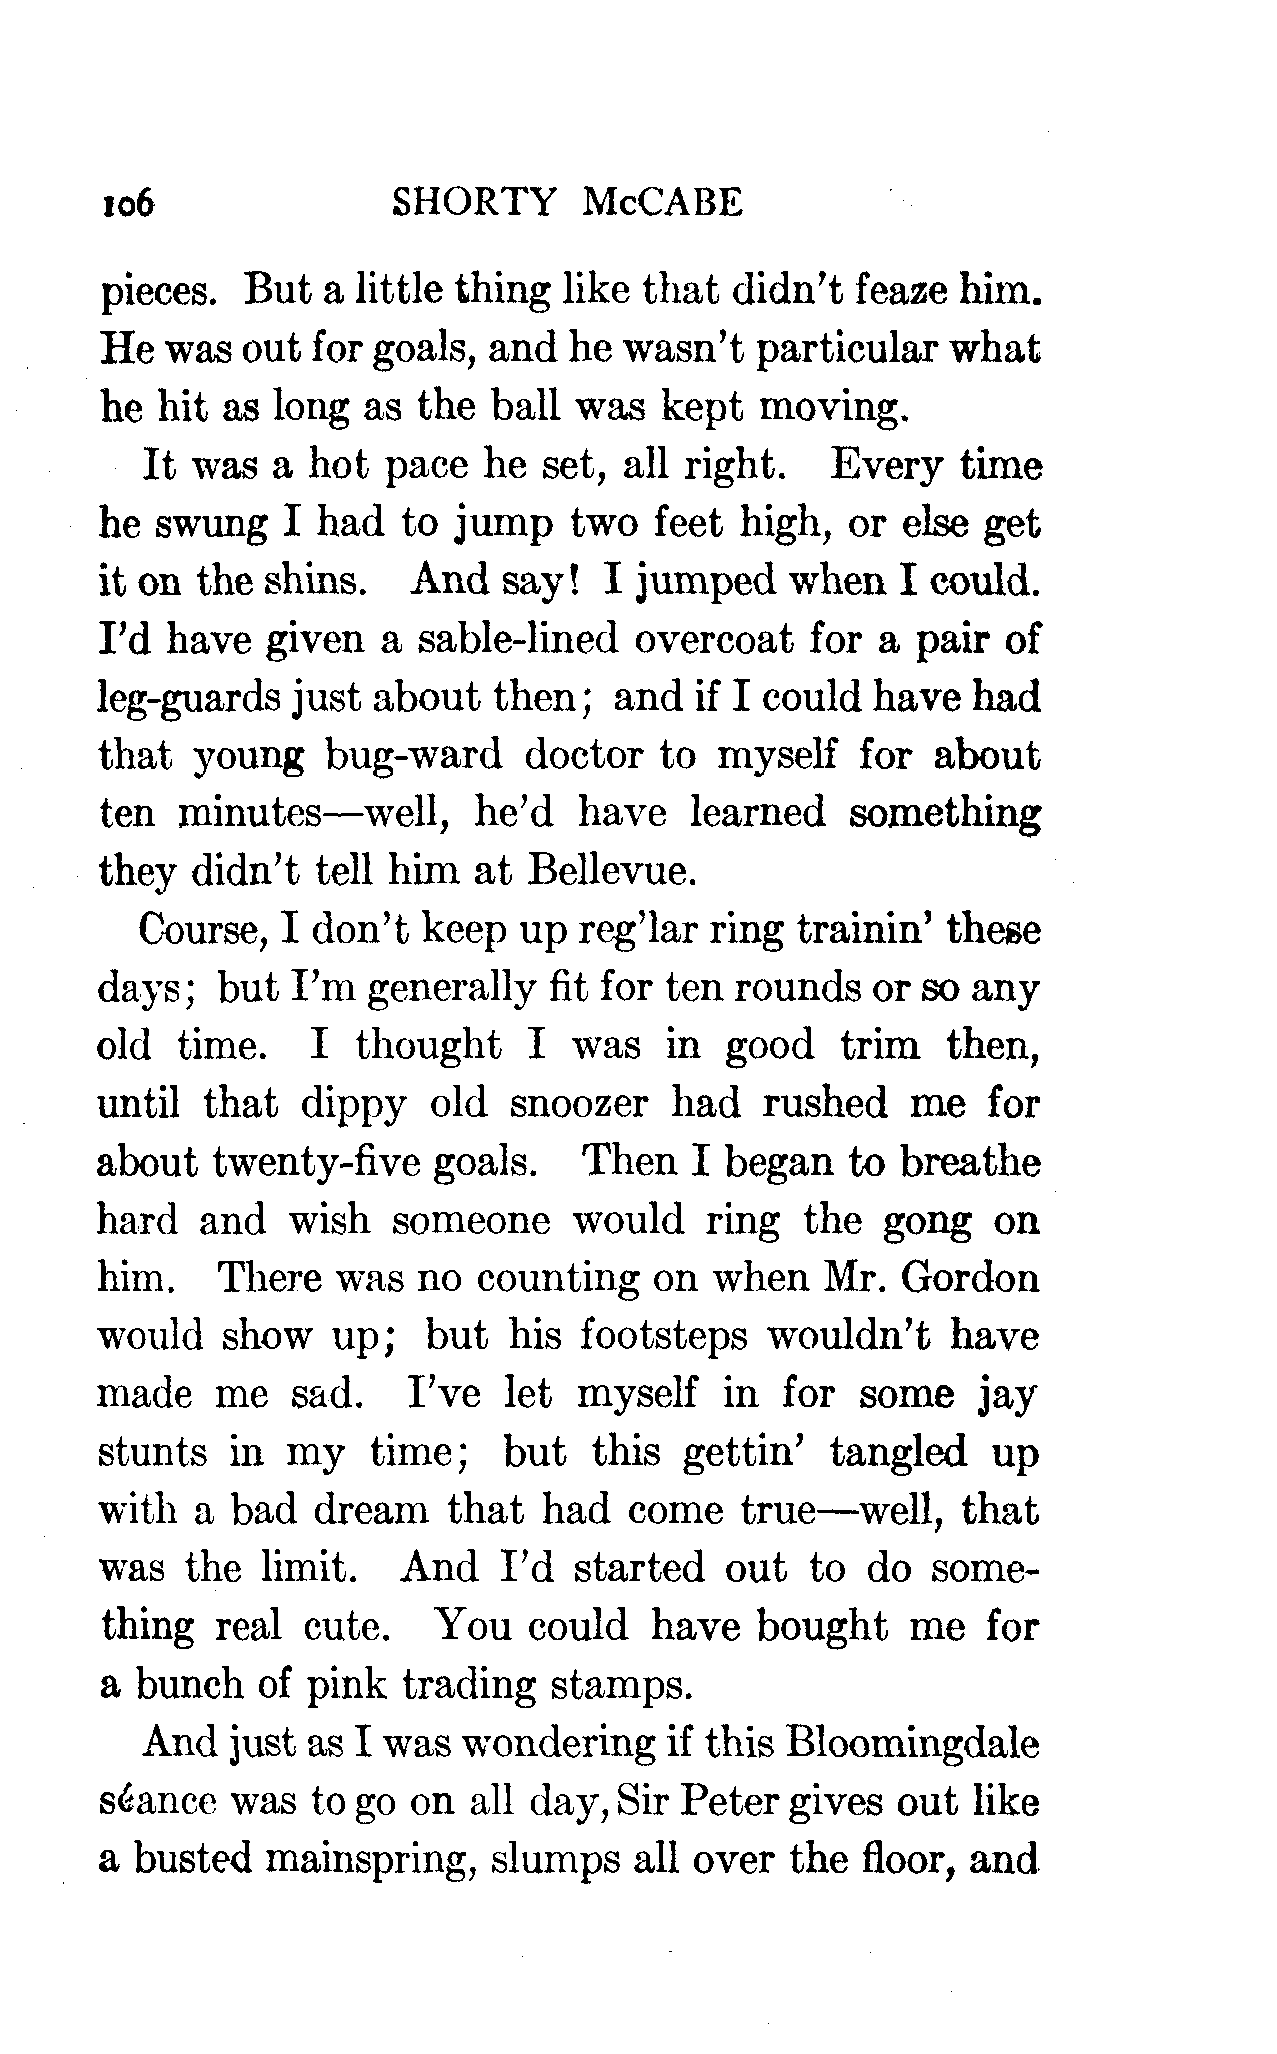 106 SHORTY McCABE
pieces. But a little thing like that didn't feaze him.
He was out for goals, and he wasn't particular what
he hit as long as the ball was kept moving.
It was a hot pace he set, all right. Every time
he swung I had to jump two feet high, or else get
it on the shins. And say! I jumped when I could.
I'd have given a sable-lined overcoat for a pair of
leg-guards just about then; and if I could have had
that young bug-ward doctor to myself for about
ten minutes—well, he'd have learned something
they didn't tell him at Bellevue.
Course, I don't keep up reg'lar ring trainin' these
days; but I'm generally fit for ten rounds or so any
old time. I thought I was in good trim then,
until that dippy old snoozer had rushed me for
about twenty-five goals. Then I began to breathe
hard and wish someone would ring the gong on
him. There was no counting on when Mr. Gordon
would show up; but his footsteps wouldn't have
made me sad. I've let myself in for some jay
stunts in my time; but this gettin' tangled up
with a bad dream that had come true—well, that
was the limit. And I'd started out to do some-
thing real cute. You could have bought me for
a bunch of pink trading stamps.
And just as I was wondering if this Bloomingdale
séance was to go on all day, Sir Peter gives out like
a busted mainspring, slumps all over the floor, and